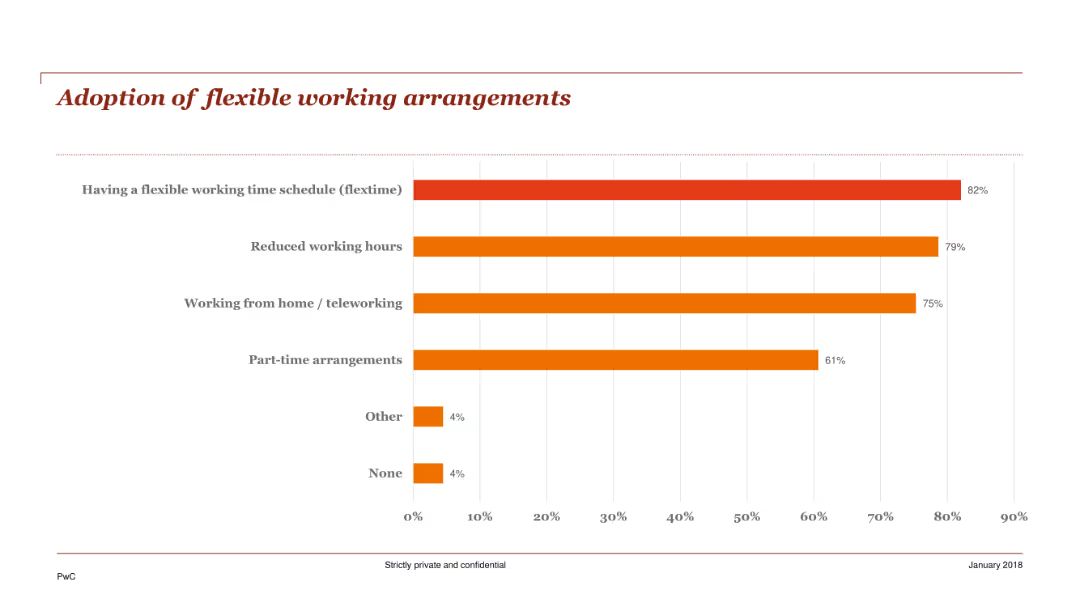 Adoption of flexible working arrangements
Having a flexible working time schedule (flextime) 82%
Reduced working hours 79%
Working from home / teleworking 75%
Part-time arrangements 61%
Other 4%
None 4%
0% 10% 20% 30% 40% 50% 60% 70% 80% 90%
Strictly private and confidential January 2018
PwC